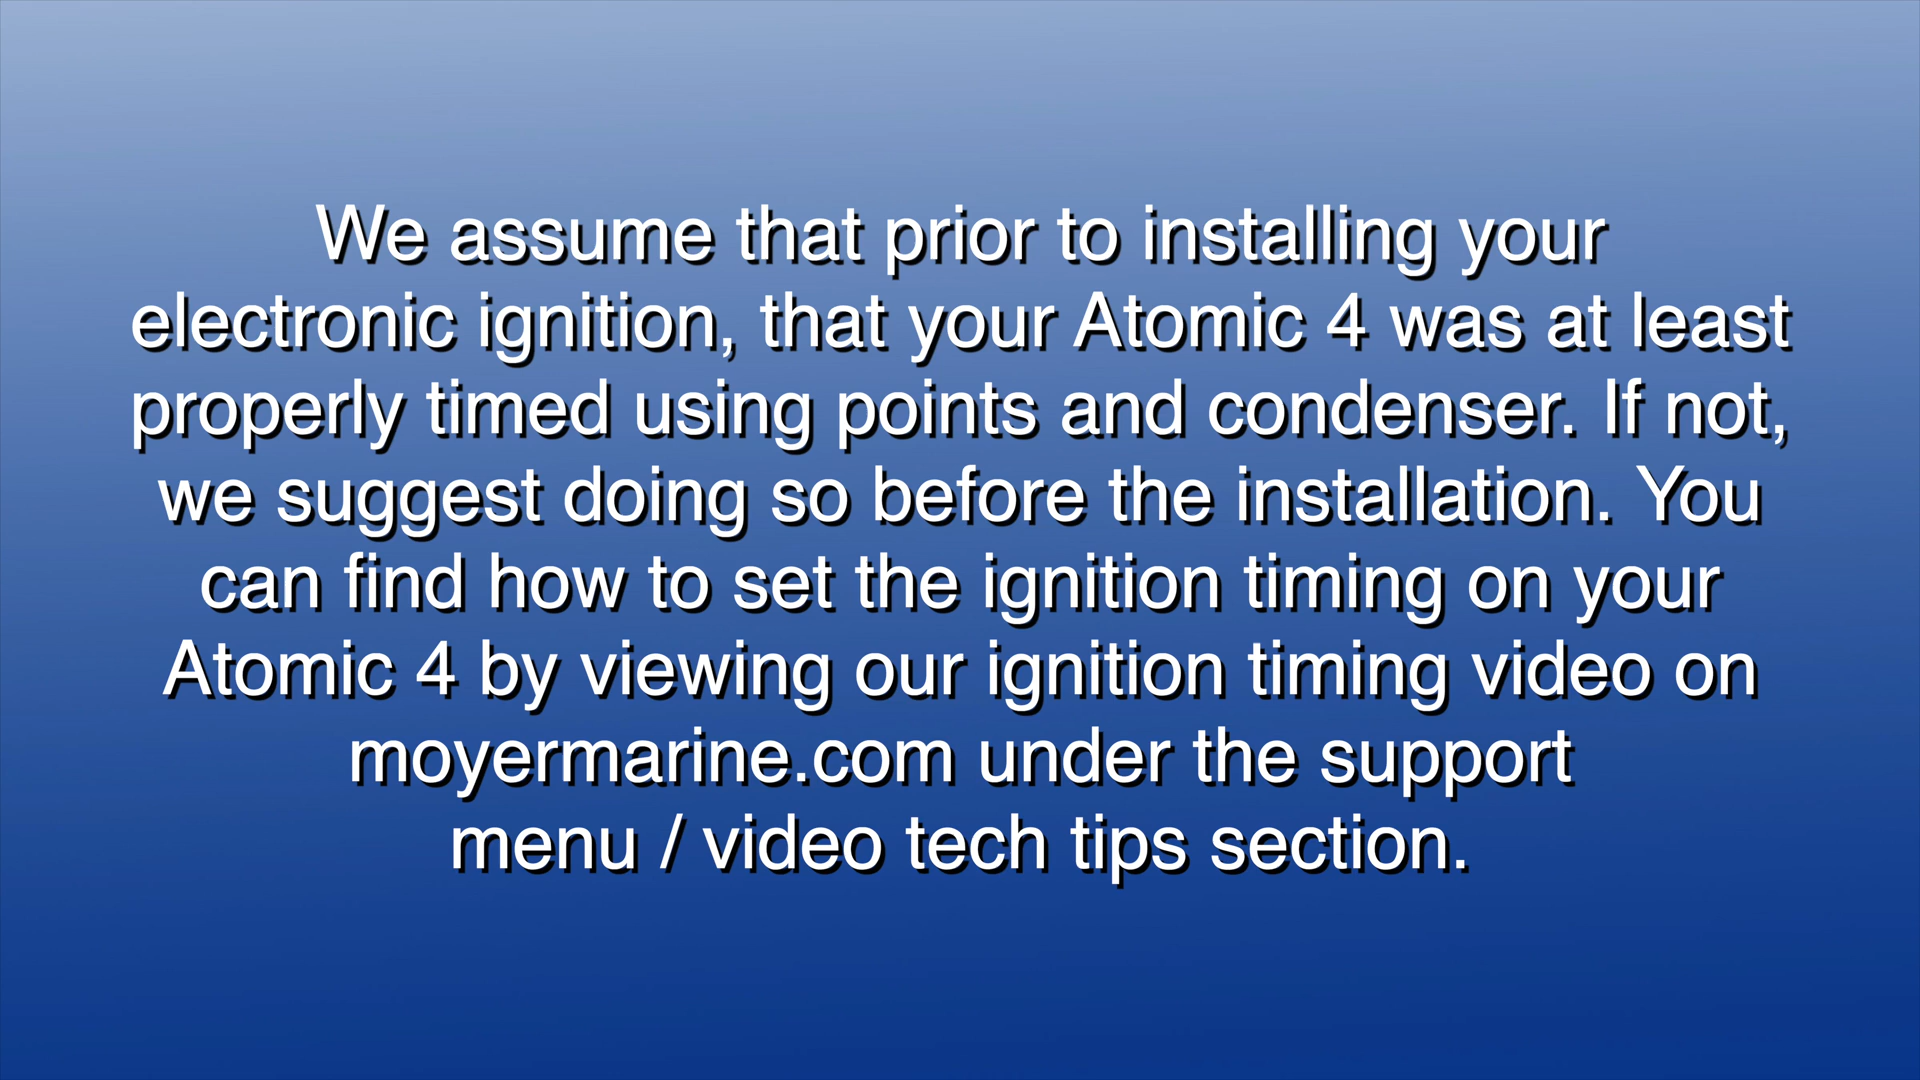 We assume that prior to installing your
electronic ignition, that your Atomic 4 was at least
properly timed using points and condenser. If not,
we suggest doing so before the installation. You
can find how to set the ignition timing on your
Atomic 4 by viewing our ignition timing video on
moyermarine.com under the support
menu / video tech tips section.